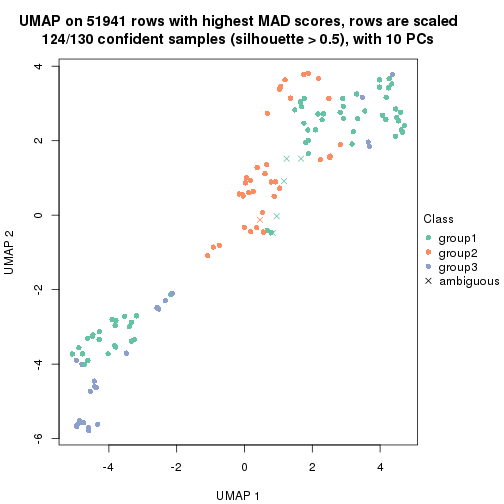 UMAP on 51941 rows with highest MAD scores, rows are scaled
124/130 confident samples (silhouette > 0.5), with 10 PCs
4
2
0
-2
-4
-6
UMAP 2
-4
-2
0
2
4
UMAP 1
Class
group1
group2
group3
ambiguous